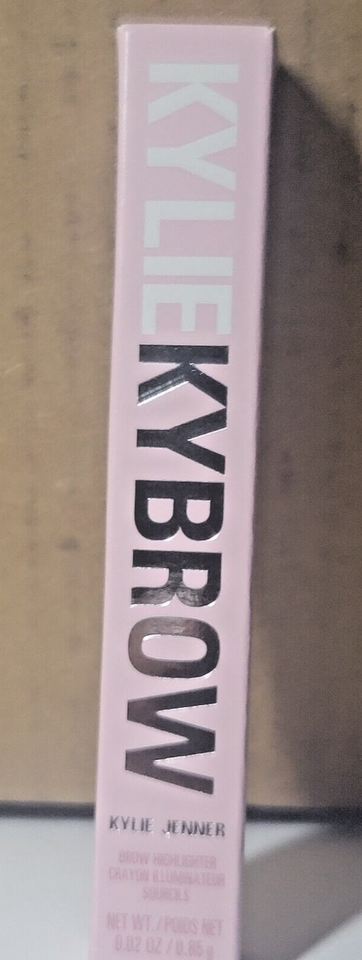 KYLIE KYBROW
KYLIE JENNER
BROW HIGHLIGHTER
CRAYON ILLUMINATEUR
SOURCILS
NET WT. / POIDS NET
0.02 OZ / 0.85 g